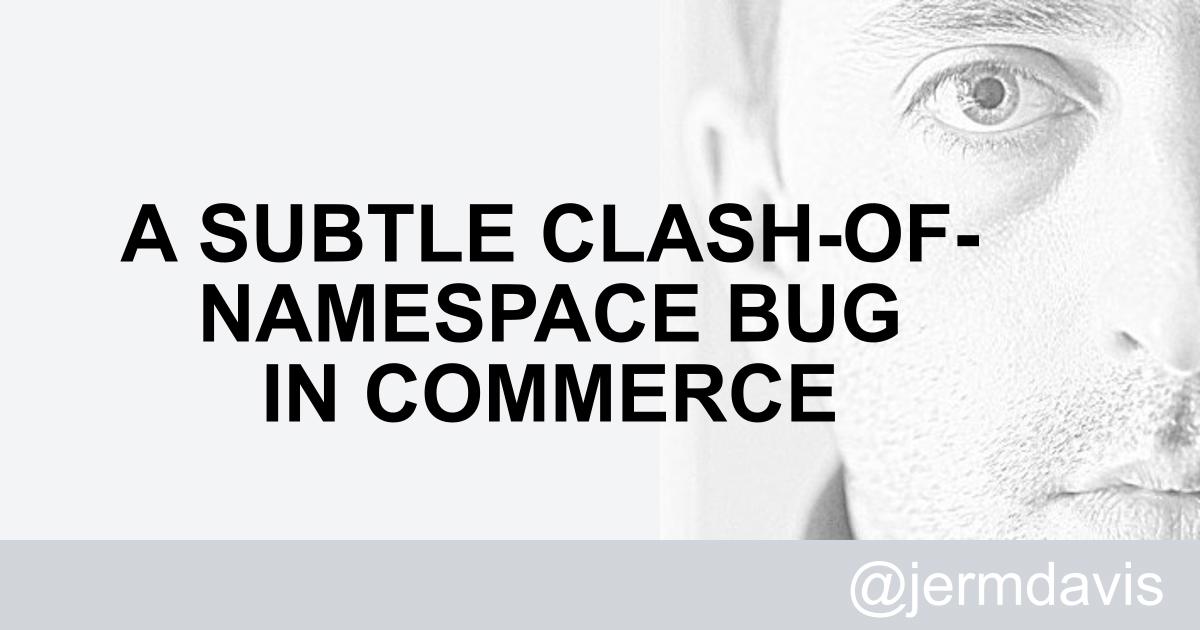 A SUBTLE CLASH-OF-
NAMESPACE BUG
IN COMMERCE
@jermdavis